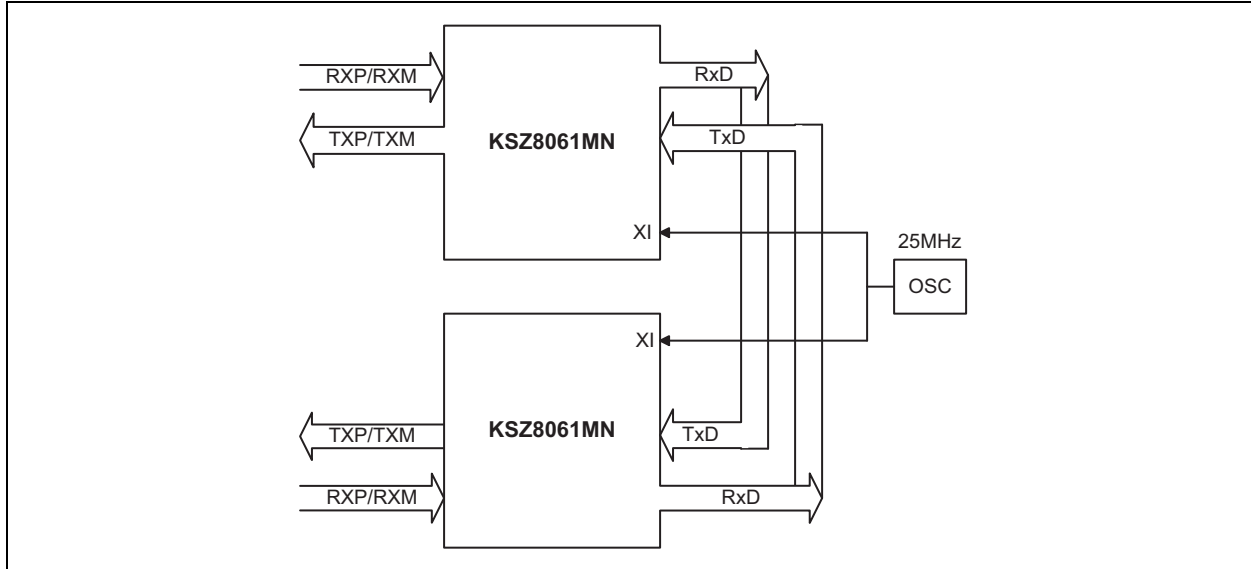 RXP/RXM
RxD
TXP/TXM
KSZ8061MN
TxD
XI
25MHz
OSC
XI
TXP/TXM
KSZ8061MN
TxD
RXP/RXM
RxD